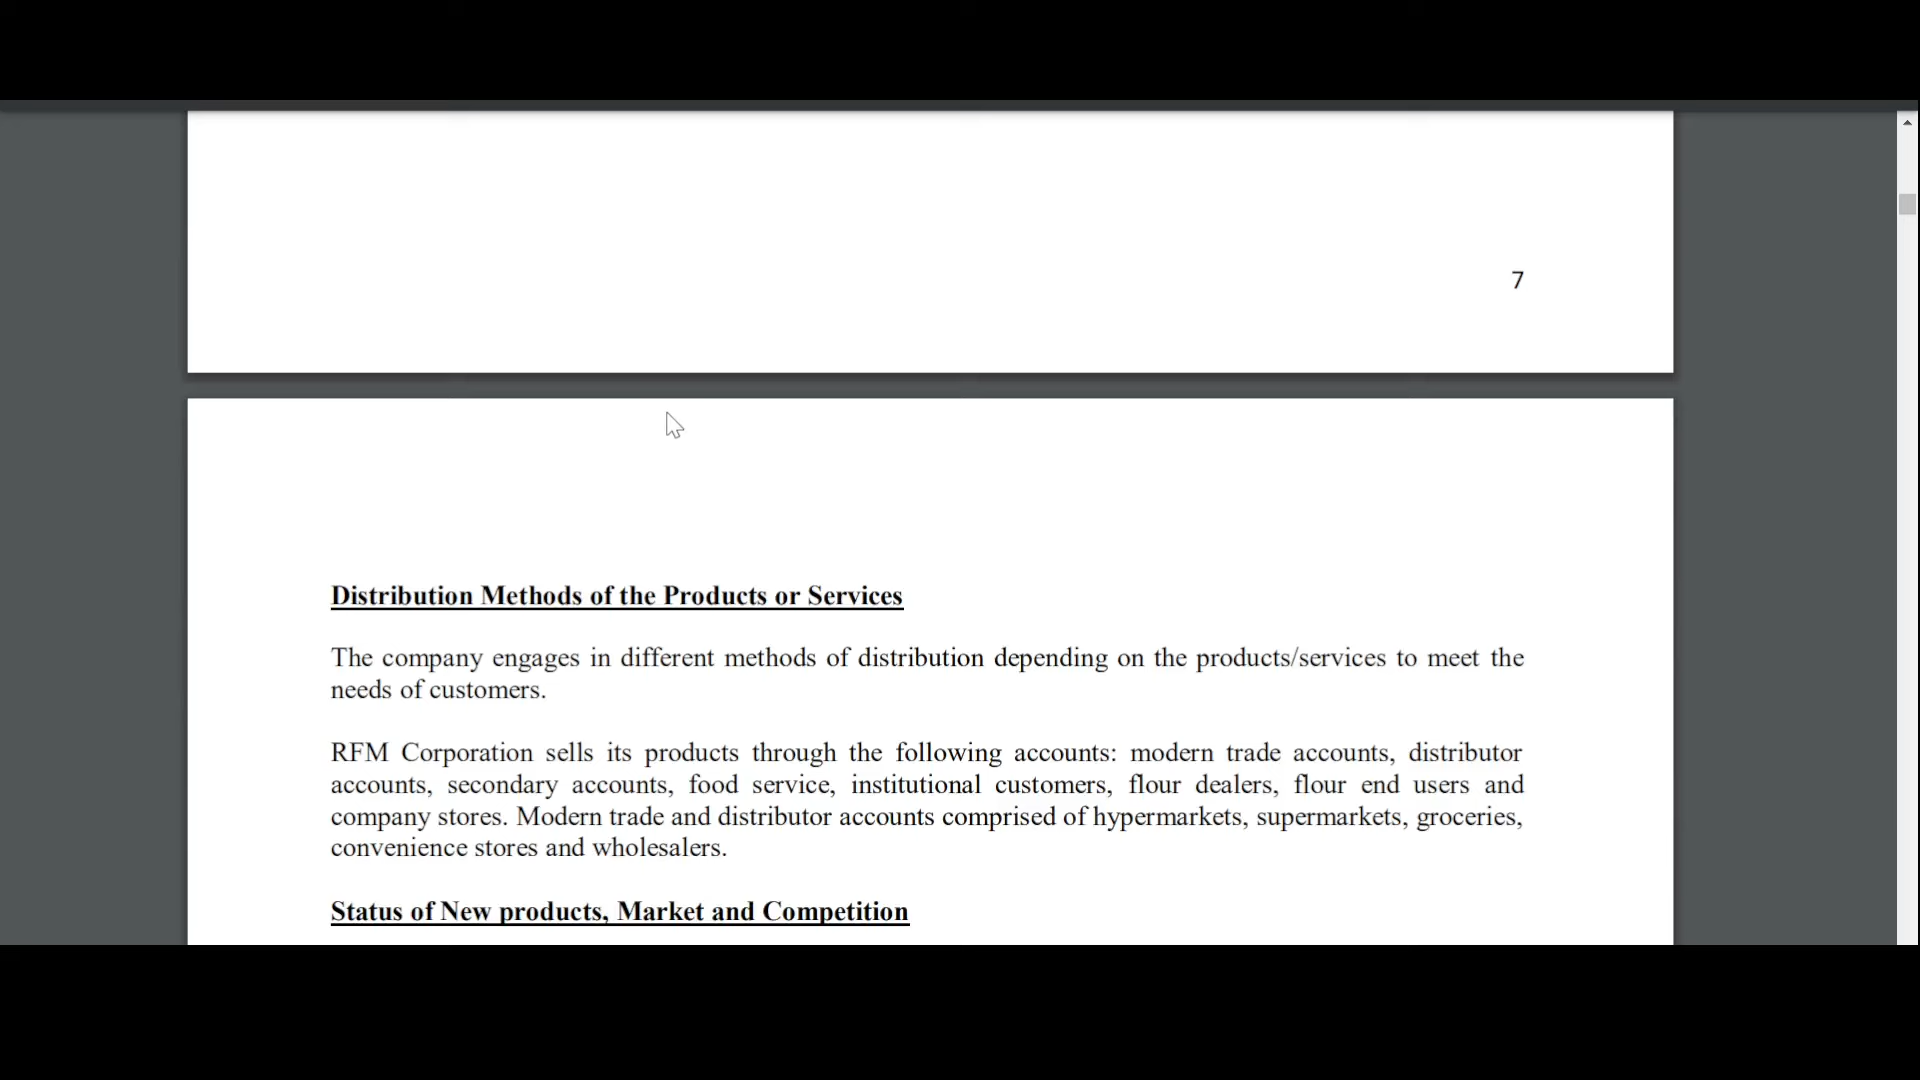 7
Distribution Methods of the Products or Services
The company engages in different methods of distribution depending on the products/services to meet the
needs of customers.
RFM Corporation sells its products through the following accounts: modern trade accounts, distributor
accounts, secondary accounts, food service, institutional customers, flour dealers, flour end users and
company stores. Modern trade and distributor accounts comprised of hypermarkets, supermarkets, groceries,
convenience stores and wholesalers.
Status of New products, Market and Competition